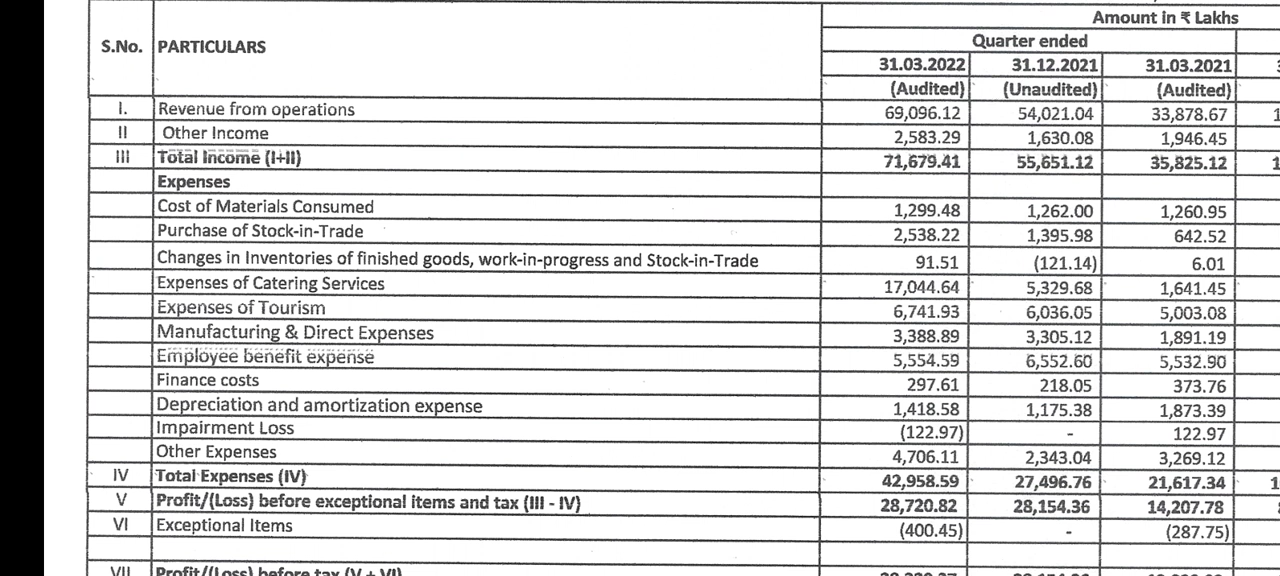 Amount in ₹ Lakhs
S.No. PARTICULARS Quarter ended
31.03.2022 31.12.2021 31.03.2021
(Audited) (Unaudited) (Audited)
I. Revenue from operations 69,096.12 54,021.04 33,878.67
II Other Income 2,583.29 1,630.08 1,946.45
III Total Income (I+II) 71,679.41 55,651.12 35,825.12
Expenses
Cost of Materials Consumed 1,299.48 1,262.00 1,260.95
Purchase of Stock-in-Trade 2,538.22 1,395.98 642.52
Changes in Inventories of finished goods, work-in-progress and Stock-in-Trade 91.51 (121.14) 6.01
Expenses of Catering Services 17,044.64 5,329.68 1,641.45
Expenses of Tourism 6,741.93 6,036.05 5,003.08
Manufacturing & Direct Expenses 3,388.89 3,305.12 1,891.19
Employee benefit expense 5,554.59 6,552.60 5,532.90
Finance costs 297.61 218.05 373.76
Depreciation and amortization expense 1,418.58 1,175.38 1,873.39
Impairment Loss (122.97) - 122.97
Other Expenses 4,706.11 2,343.04 3,269.12
IV Total Expenses (IV) 42,958.59 27,496.76 21,617.34
V Profit/(Loss) before exceptional items and tax (III - IV) 28,720.82 28,154.36 14,207.78
VI Exceptional Items (400.45) - (287.75)
VII Profit/(Loss) before tax (V + VI)